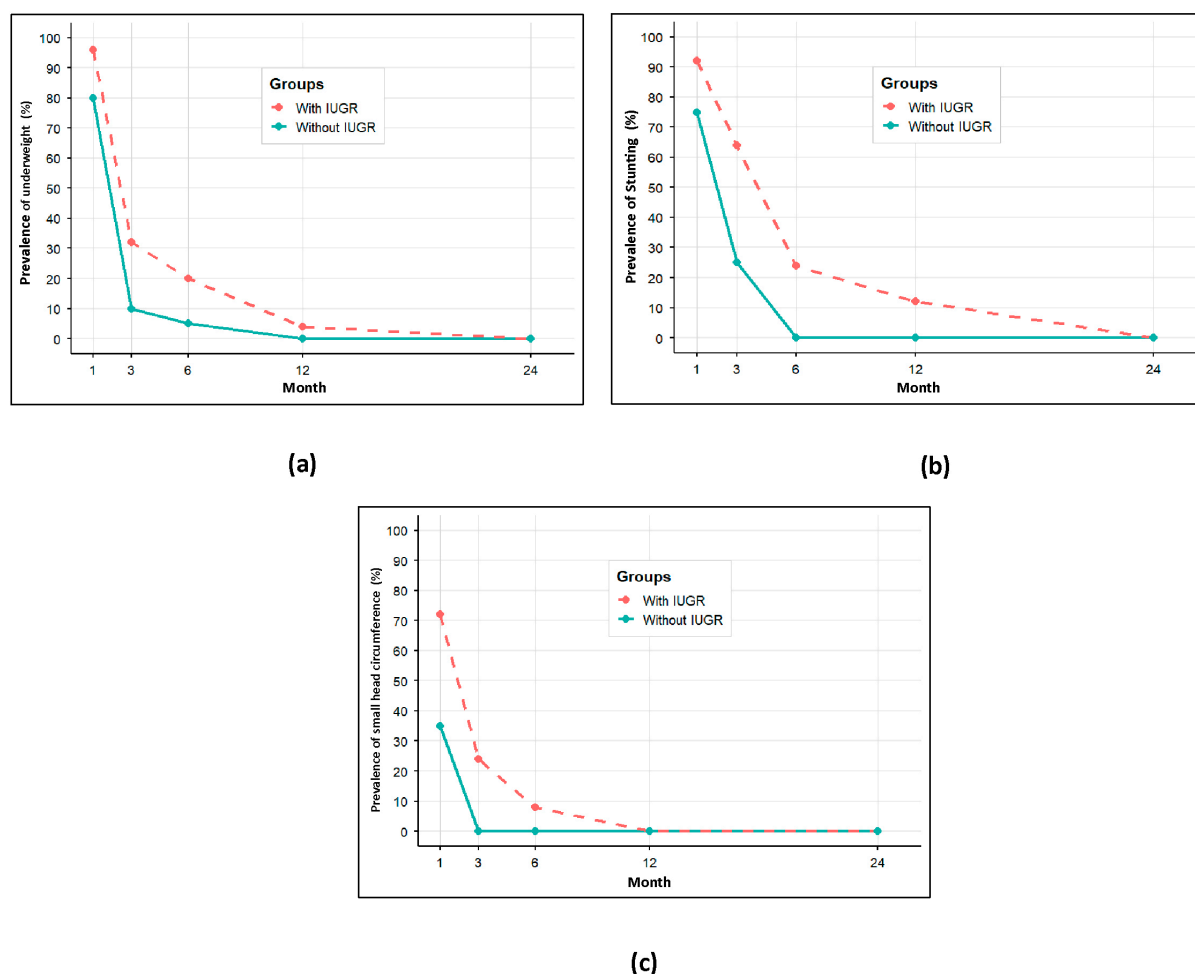 Prevalence of underweight (%)
100
90
80
70
60
50
40
30
20
10
0
Groups
With IUGR
Without IUGR
1 3 6 12 24
Month
(a)
Prevalence of Stunting (%)
100
90
80
70
60
50
40
30
20
10
0
Groups
With IUGR
Without IUGR
1 3 6 12 24
Month
(b)
Prevalence of small head circumference (%)
100
90
80
70
60
50
40
30
20
10
0
Groups
With IUGR
Without IUGR
1 3 6 12 24
Month
(c)